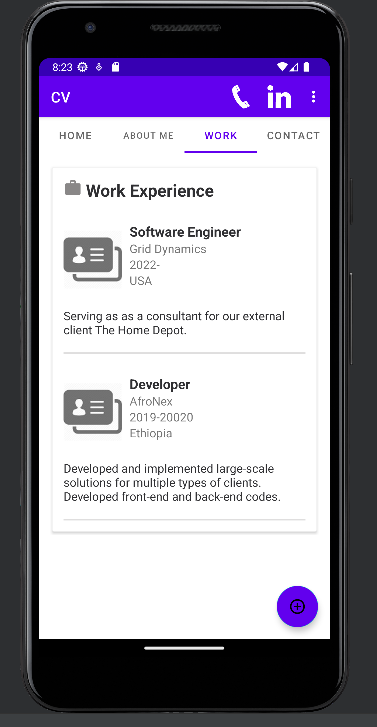 8:23
CV
in
HOME ABOUT ME WORK CONTACT
Work Experience
Software Engineer
Grid Dynamics
2022-
USA
Serving as as a consultant for our external
client The Home Depot.
Developer
AfroNex
2019-20020
Ethiopia
Developed and implemented large-scale
solutions for multiple types of clients.
Developed front-end and back-end codes.